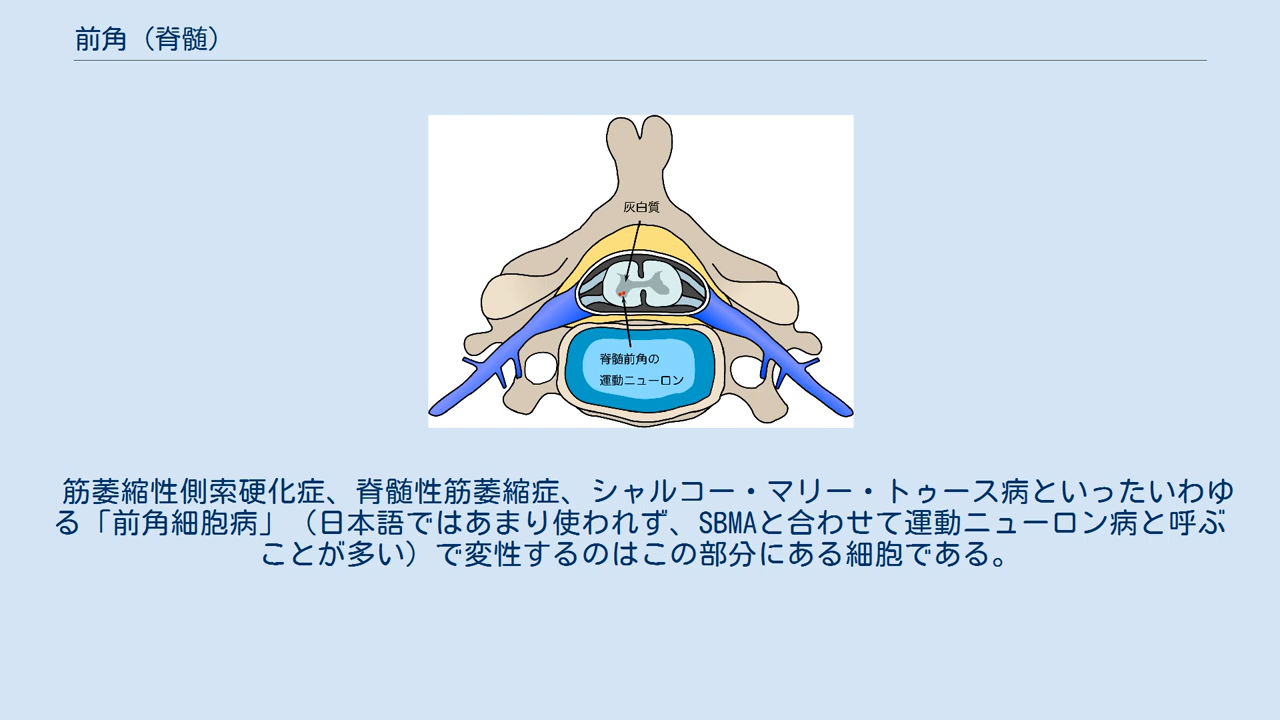 前角（脊髄）
灰白質
脊髄前角の
運動ニューロン
筋萎縮性側索硬化症、脊髄性筋萎縮症、シャルコー・マリー・トゥース病といったいわゆ
る「前角細胞病」（日本語ではあまり使われず、SBMAと合わせて運動ニューロン病と呼ぶ
ことが多い）で変性するのはこの部分にある細胞である。